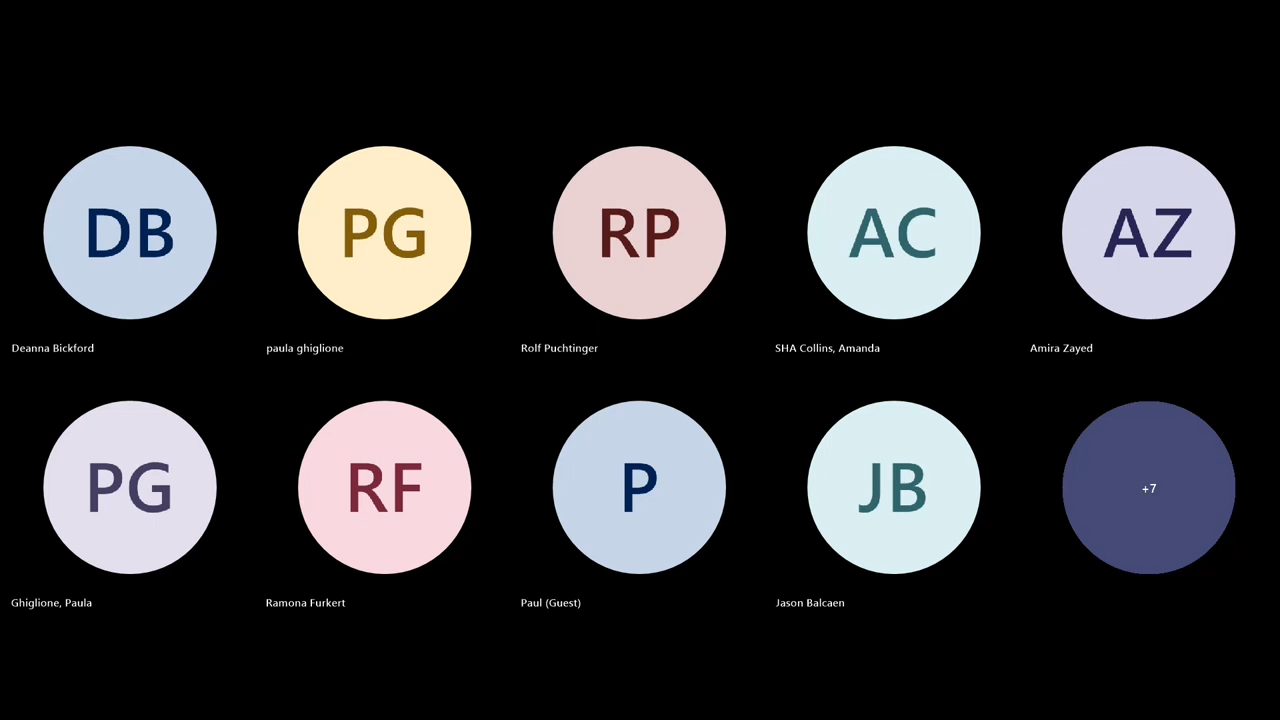 DB
PG
RP
AC
AZ
Deanna Bickford
paula ghiglione
Rolf Puchtinger
SHA Collins, Amanda
Amira Zayed
PG
RF
P
JB
+7
Ghiglione, Paula
Ramona Furkert
Paul (Guest)
Jason Balcaen